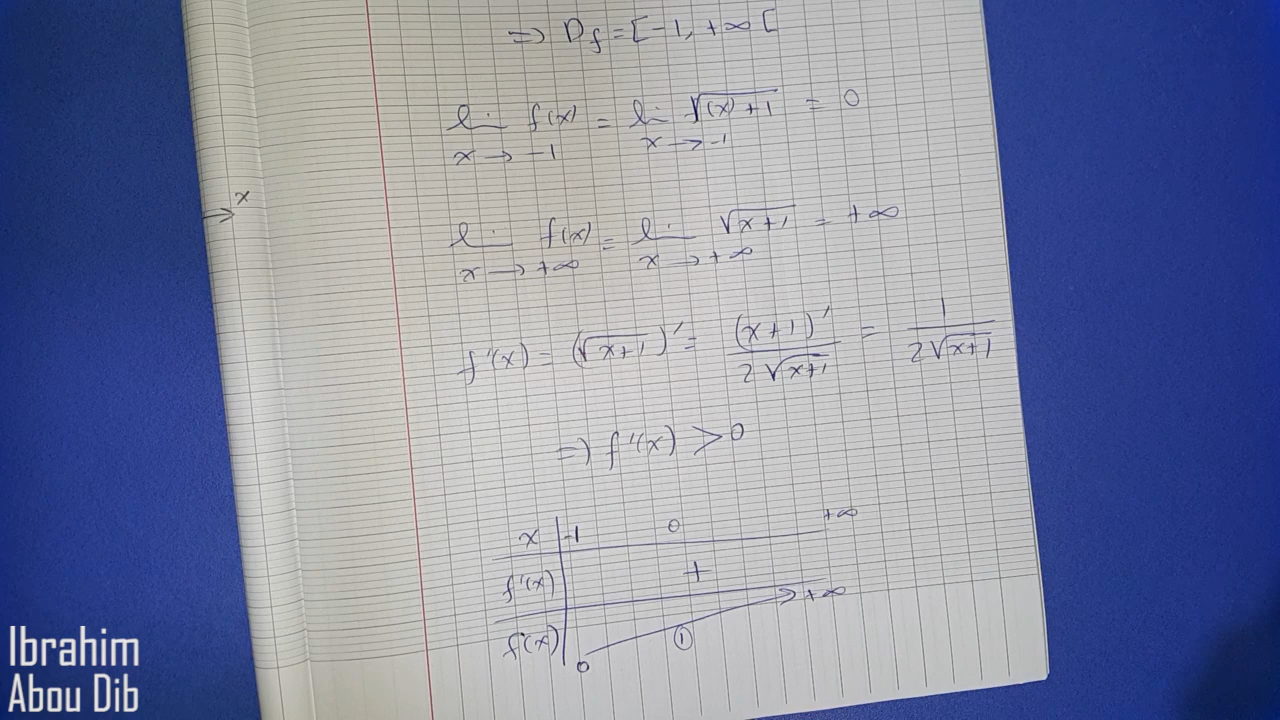 => Df = [-1, +∞[
lim f(x) = lim √(x)+1 = 0
x → -1 x → -1
x
lim f(x) = lim √x+1 = +∞
x → +∞ x → +∞
f'(x) = (√x+1)' = (x+1)' / 2√x+1 = 1 / 2√x+1
=> f'(x) > 0
x -1 0 +∞
f'(x) +
f(x) 0 ① +∞
Ibrahim
Abou Dib